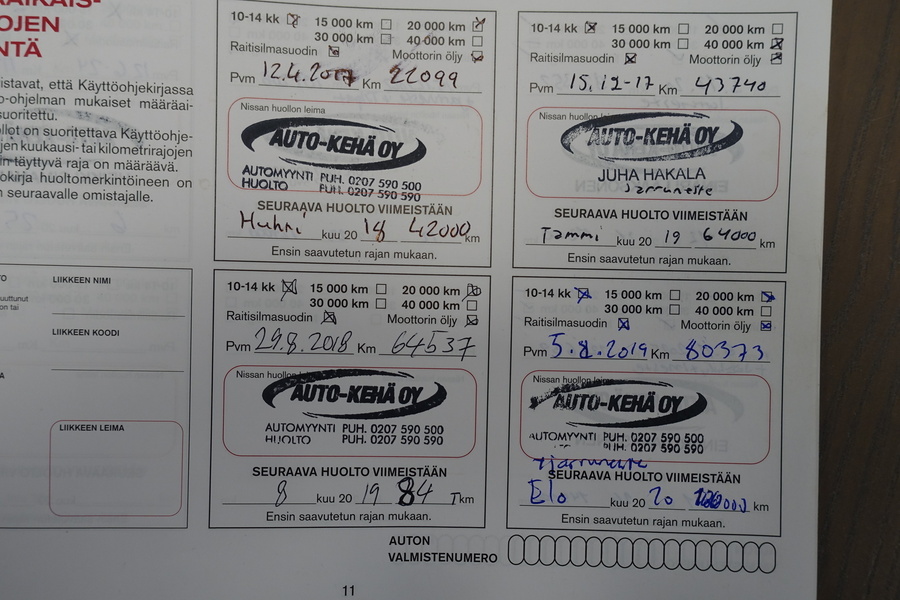 OJEN
NTÄ
istavat, että Käyttöohjekirjassa
o-ohjelman mukaiset määräai-
suoritettu.
llot on suoritettava Käyttöohje-
jen kuukausi- tai kilometrirajojen
in täyttyvä raja on määräävä.
okirja huoltomerkintöineen on
n seuraavalle omistajalle.
LIIKKEEN NIMI
uuttunut
on tai
LIIKKEEN KOODI
LIIKKEEN LEIMA
10-14 kk 15 000 km 20 000 km
30 000 km 40 000 km
Raitisilmasuodin Moottorin öljy
Pvm 12.4.2017 Km 22099
Nissan huollon leima
AUTO-KEHÄ OY
AUTOMYYNTI PUH. 0207 590 500
HUOLTO PUH. 0207 590 590
SEURAAVA HUOLTO VIIMEISTÄÄN
Huhti kuu 20 18 42000 km
Ensin saavutetun rajan mukaan.
10-14 kk 15 000 km 20 000 km
30 000 km 40 000 km
Raitisilmasuodin Moottorin öljy
Pvm 15.12-17 Km 43740
Nissan huollon
AUTO-KEHÄ OY
JUHA HAKALA
Jarruneste
SEURAAVA HUOLTO VIIMEISTÄÄN
Tammi kuu 20 19 64000 km
Ensin saavutetun rajan mukaan.
10-14 kk 15 000 km 20 000 km
30 000 km 40 000 km
Raitisilmasuodin Moottorin öljy
Pvm 29.8.2018 Km 64537
Nissan huollon
AUTO-KEHÄ OY
AUTOMYYNTI PUH. 0207 590 500
HUOLTO PUH. 0207 590 590
SEURAAVA HUOLTO VIIMEISTÄÄN
8 kuu 20 19 84 Tkm
Ensin saavutetun rajan mukaan.
10-14 kk 15 000 km 20 000 km
30 000 km 40 000 km
Raitisilmasuodin Moottorin öljy
Pvm 5.8.2019 Km 80373
Nissan huollon leima
AUTO-KEHÄ OY
AUTOMYYNTI PUH. 0207 590 500
PUH. 0207 590 590
SEURAAVA HUOLTO VIIMEISTÄÄN
Elo kuu 20 20 km
Ensin saavutetun rajan mukaan.
AUTON
VALMISTENUMERO
11